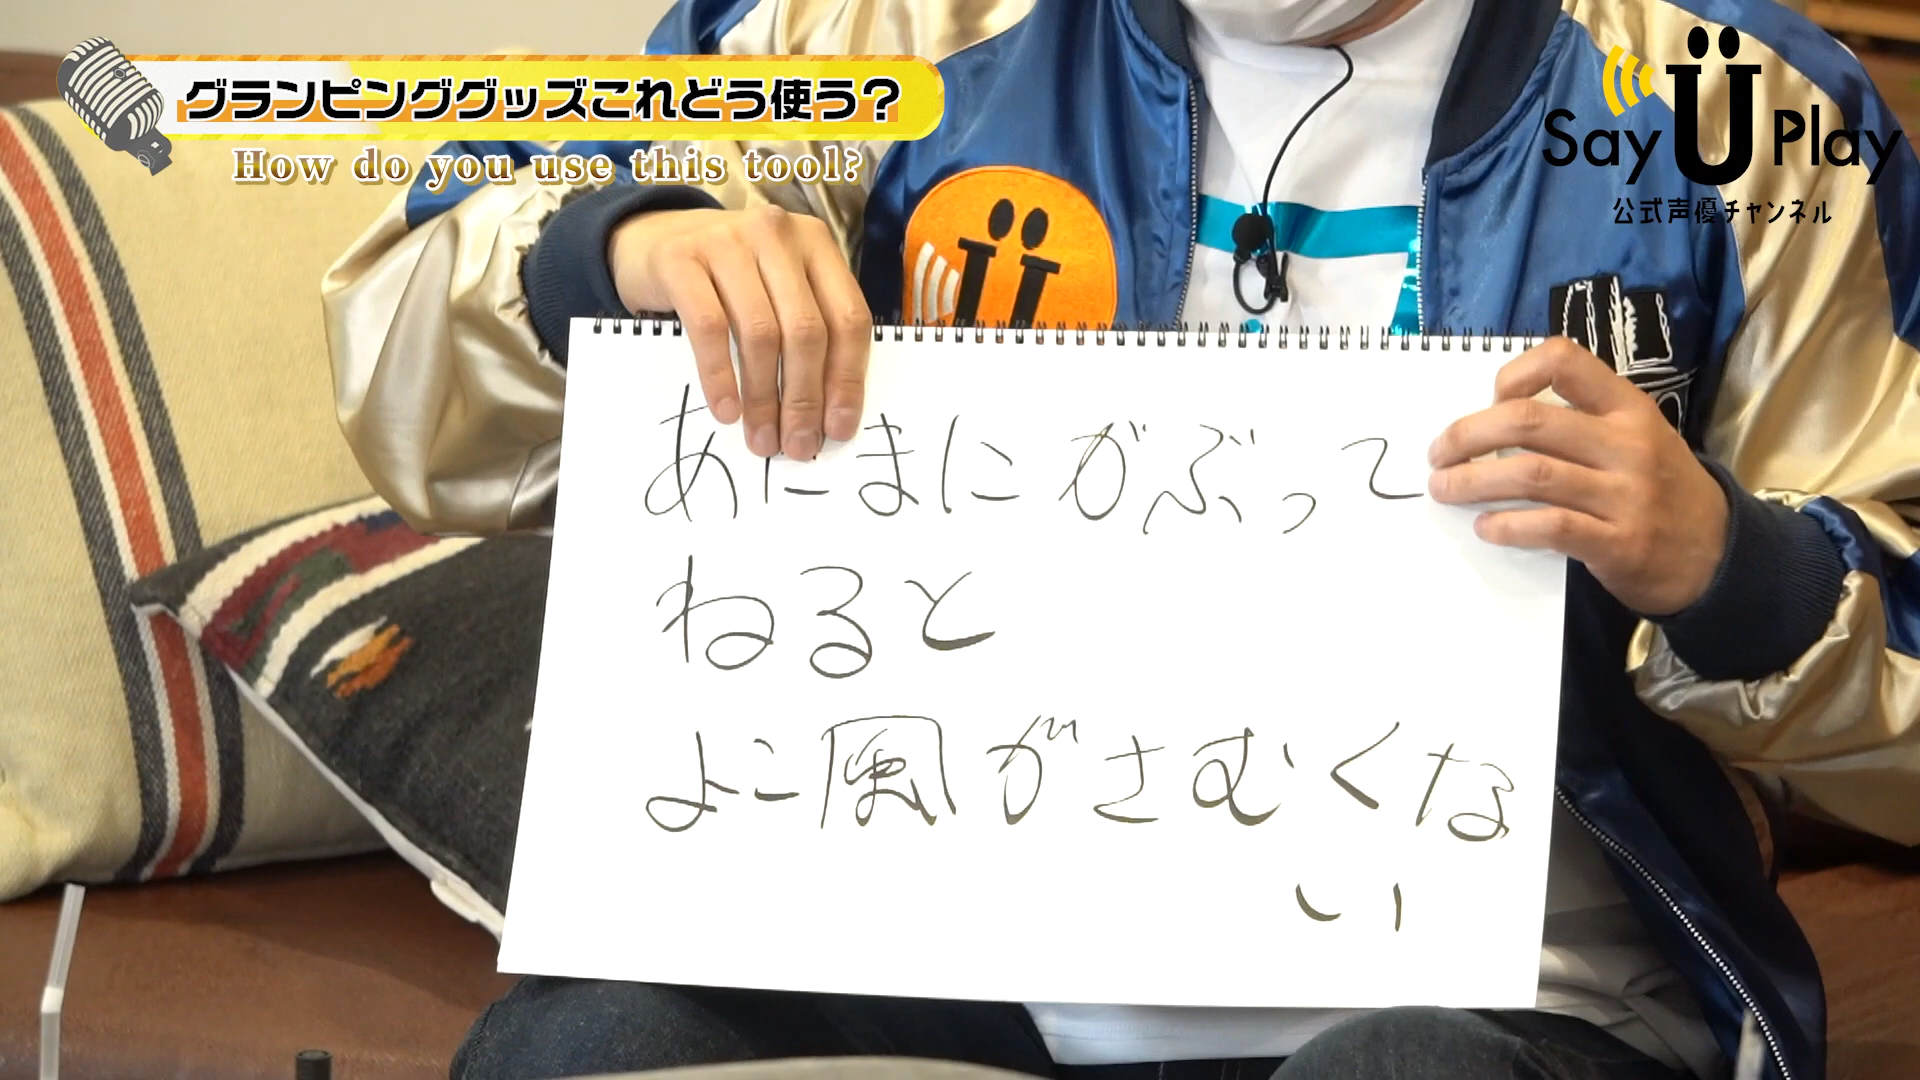 グランピンググッズこれどう使う?
How do you use this tool?
Say Ü Play
公式声優チャンネル
Ü
あたまにがぶって
ねると
よこ風がさむくな
い